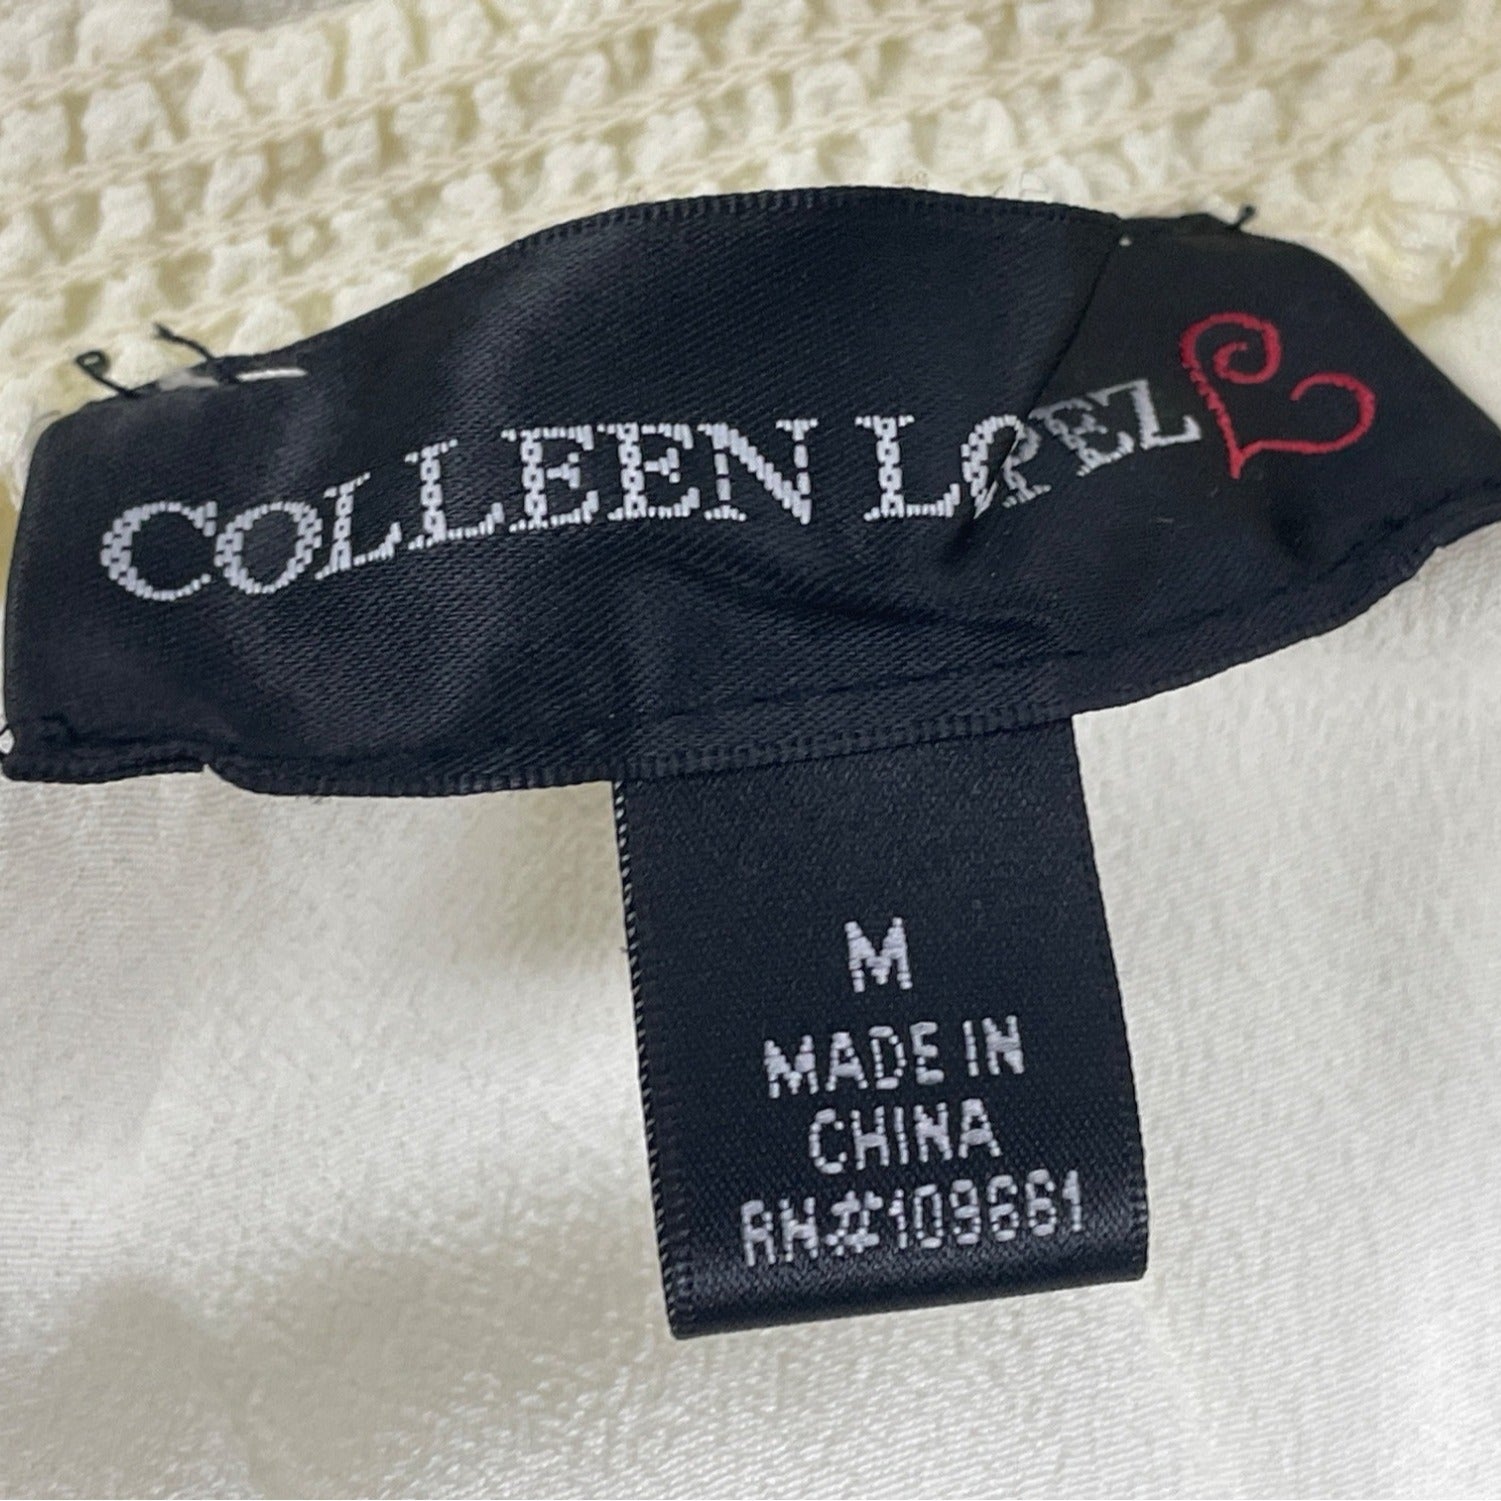 COLLEEN LOPEZ
M
MADE IN
CHINA
RN#109661